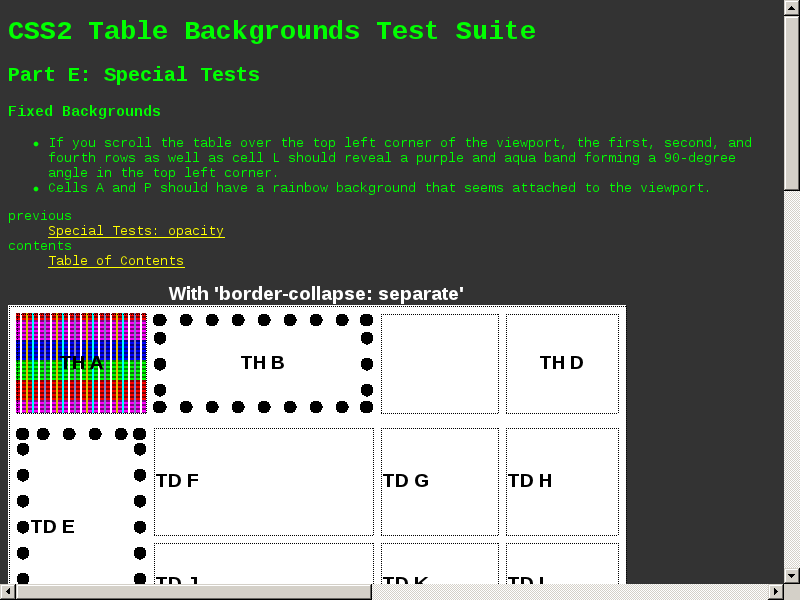 CSS2 Table Backgrounds Test Suite
Part E: Special Tests
Fixed Backgrounds
If you scroll the table over the top left corner of the viewport, the first, second, and
fourth rows as well as cell L should reveal a purple and aqua band forming a 90-degree
angle in the top left corner.
Cells A and P should have a rainbow background that seems attached to the viewport.
previous
Special Tests: opacity
contents
Table of Contents
With 'border-collapse: separate'
TH A TH B TH D
TD F TD G TD H
TD E
TD J TD K TD L